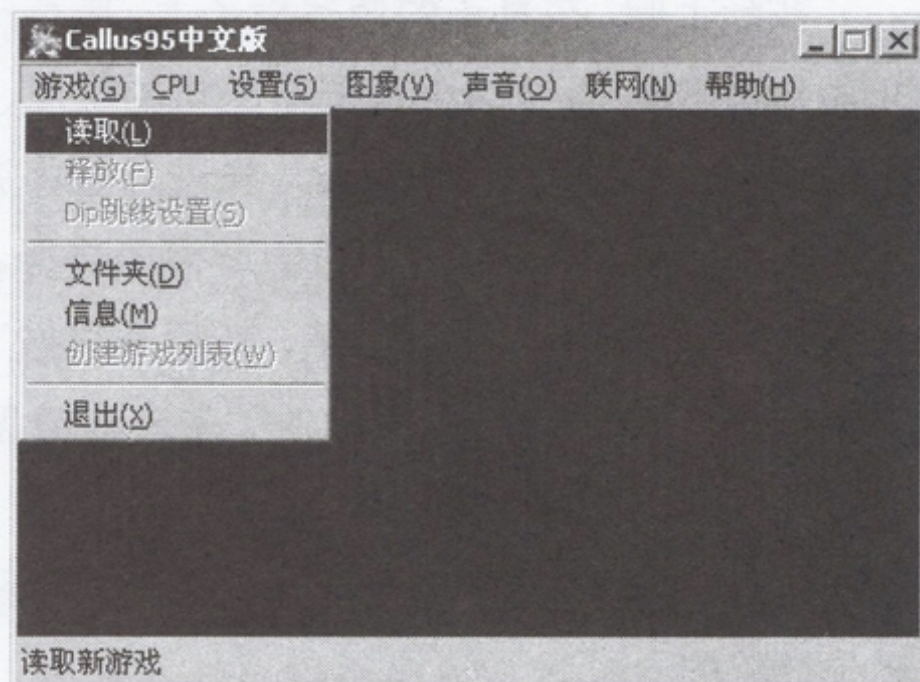 Callus95中文版
游戏(G) CPU 设置(S) 图象(V) 声音(O) 联网(N) 帮助(H)
读取(L)
释放(F)
Dip跳线设置(S)
文件夹(D)
信息(M)
创建游戏列表(W)
退出(X)
读取新游戏